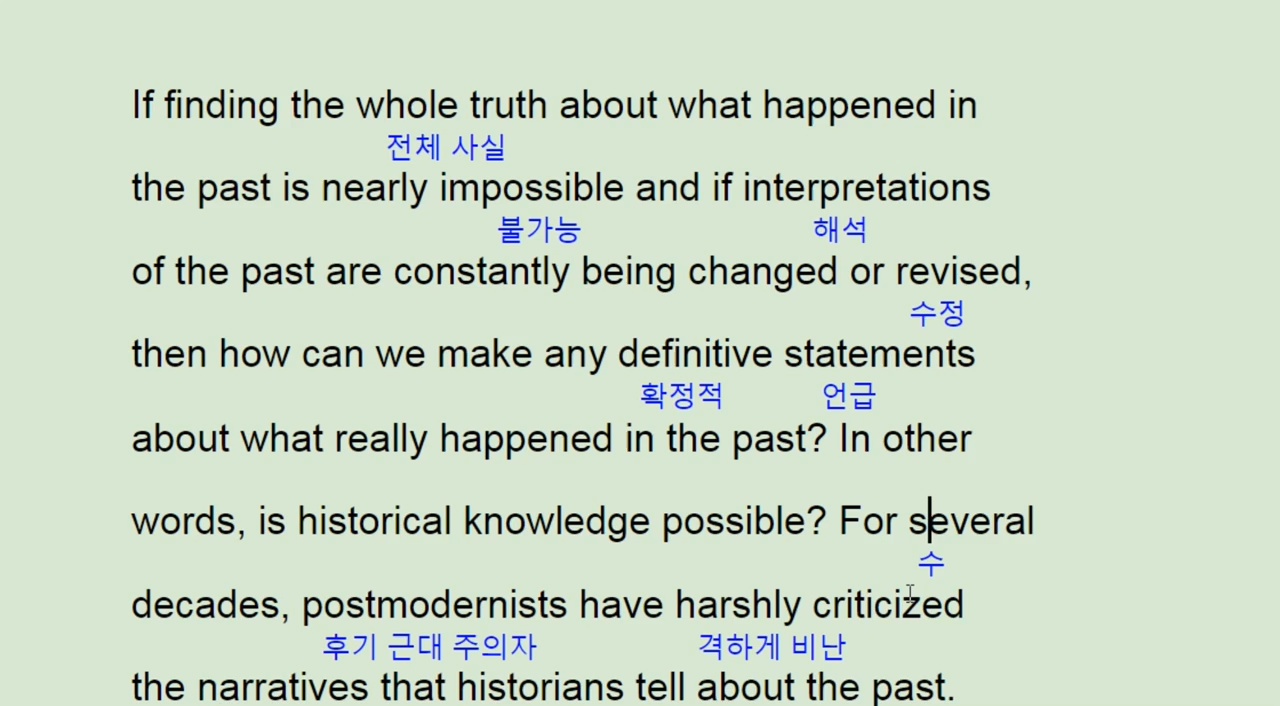 If finding the whole truth about what happened in
전체 사실
the past is nearly impossible and if interpretations
불가능 해석
of the past are constantly being changed or revised,
수정
then how can we make any definitive statements
확정적 언급
about what really happened in the past? In other
words, is historical knowledge possible? For several
수
decades, postmodernists have harshly criticized
후기 근대 주의자 격하게 비난
the narratives that historians tell about the past.